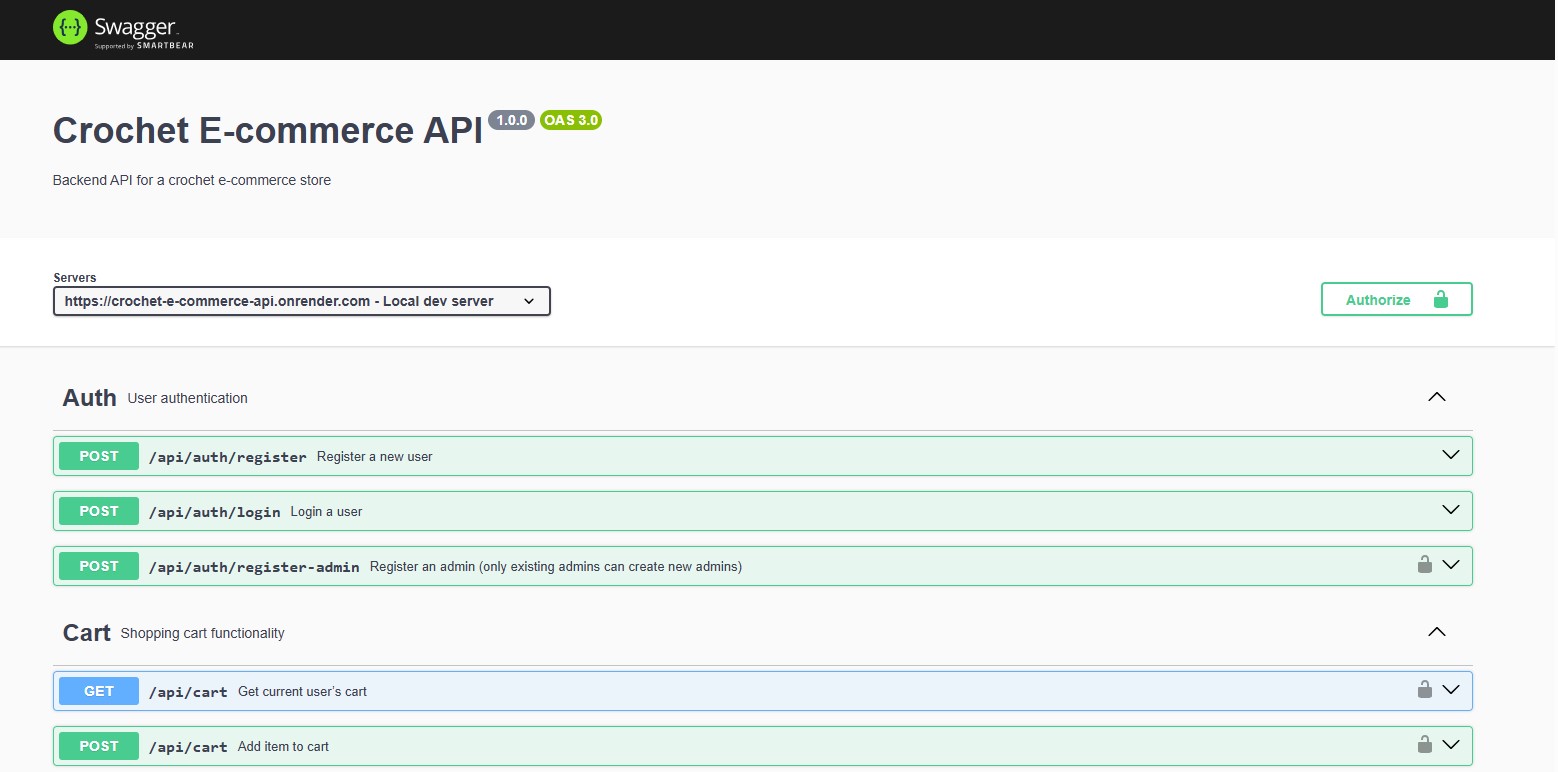 Swagger
Supported by SMARTBEAR
Crochet E-commerce API 1.0.0 OAS 3.0
Backend API for a crochet e-commerce store
Servers
https://crochet-e-commerce-api.onrender.com - Local dev server
Authorize
Auth User authentication
POST /api/auth/register Register a new user
POST /api/auth/login Login a user
POST /api/auth/register-admin Register an admin (only existing admins can create new admins)
Cart Shopping cart functionality
GET /api/cart Get current user’s cart
POST /api/cart Add item to cart